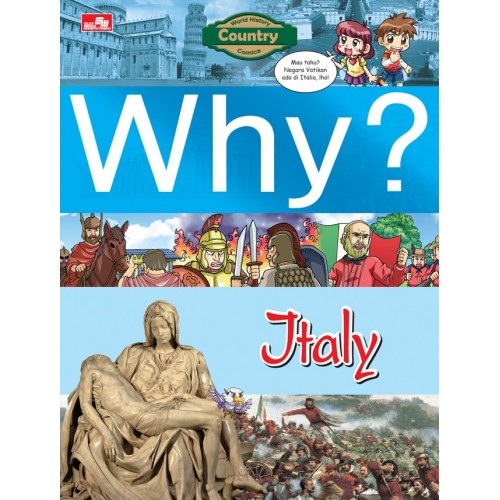 World History
Country
Comics
Mau tahu?
Negara Vatikan
ada di Italia, lho!
Why?
Italy